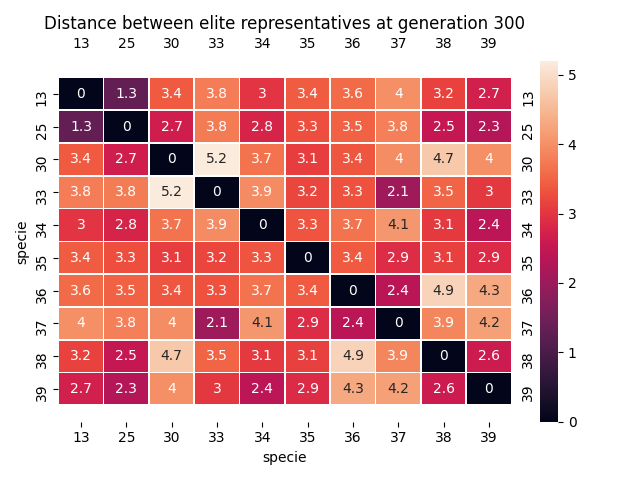 Distance between elite representatives at generation 300
13 25 30 33 34 35 36 37 38 39
13 0 1.3 3.4 3.8 3 3.4 3.6 4 3.2 2.7 13
25 1.3 0 2.7 3.8 2.8 3.3 3.5 3.8 2.5 2.3 25
30 3.4 2.7 0 5.2 3.7 3.1 3.4 4 4.7 4 30
33 3.8 3.8 5.2 0 3.9 3.2 3.3 2.1 3.5 3 33
34 3 2.8 3.7 3.9 0 3.3 3.7 4.1 3.1 2.4 34
35 3.4 3.3 3.1 3.2 3.3 0 3.4 2.9 3.1 2.9 35
36 3.6 3.5 3.4 3.3 3.7 3.4 0 2.4 4.9 4.3 36
37 4 3.8 4 2.1 4.1 2.9 2.4 0 3.9 4.2 37
38 3.2 2.5 4.7 3.5 3.1 3.1 4.9 3.9 0 2.6 38
39 2.7 2.3 4 3 2.4 2.9 4.3 4.2 2.6 0 39
13 25 30 33 34 35 36 37 38 39
specie
specie
5
4
3
2
1
0